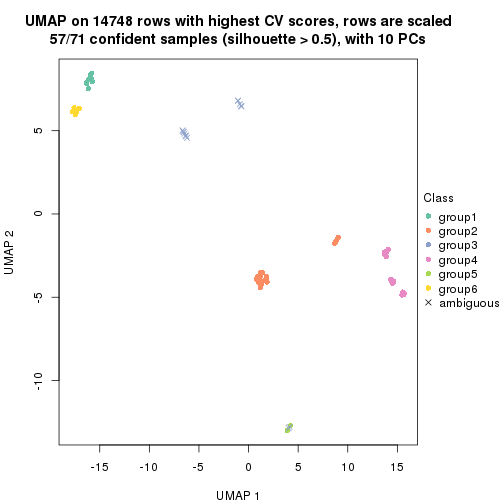 UMAP on 14748 rows with highest CV scores, rows are scaled
57/71 confident samples (silhouette > 0.5), with 10 PCs
5
0
-5
-10
UMAP 2
-15
-10
-5
0
5
10
15
UMAP 1
Class
group1
group2
group3
group4
group5
group6
ambiguous